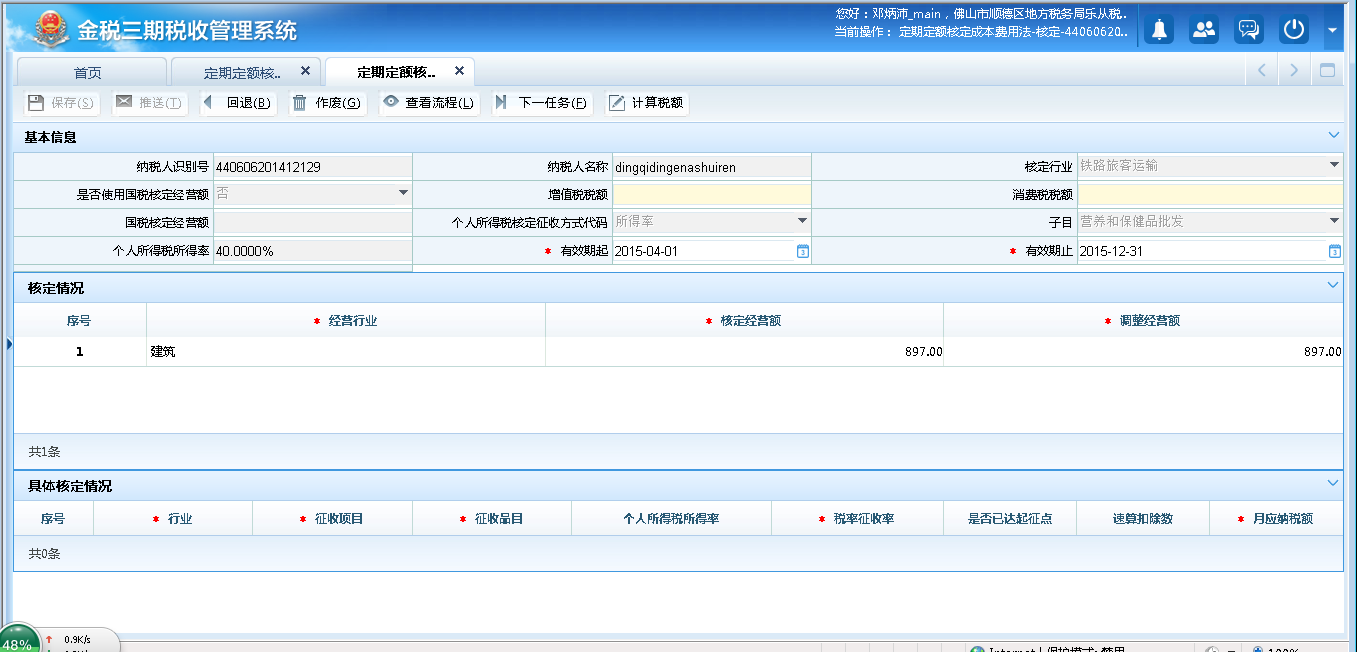 金税三期税收管理系统
您好：邓炳沛_main，佛山市顺德区地方税务局乐从税..
当前操作： 定期定额核定成本费用法-核定-44060620..
首页 定期定额核.. 定期定额核..
保存(S) 推送(T) 回退(B) 作废(G) 查看流程(L) 下一任务(F) 计算税额
基本信息
纳税人识别号 440606201412129 纳税人名称 dingqidingenashuiren 核定行业 铁路旅客运输
是否使用国税核定经营额 否 增值税税额 消费税税额
国税核定经营额 个人所得税核定征收方式代码 所得率 子目 营养和保健品批发
个人所得税所得率 40.0000% * 有效期起 2015-04-01 * 有效期止 2015-12-31
核定情况
序号 * 经营行业 * 核定经营额 * 调整经营额
1 建筑 897.00 897.00
共1条
具体核定情况
序号 * 行业 * 征收项目 * 征收品目 个人所得税所得率 * 税率征收率 是否已达起征点 速算扣除数 * 月应纳税额
共0条
48% 0.9K/s
Internet | 保护模式: 禁用 100%